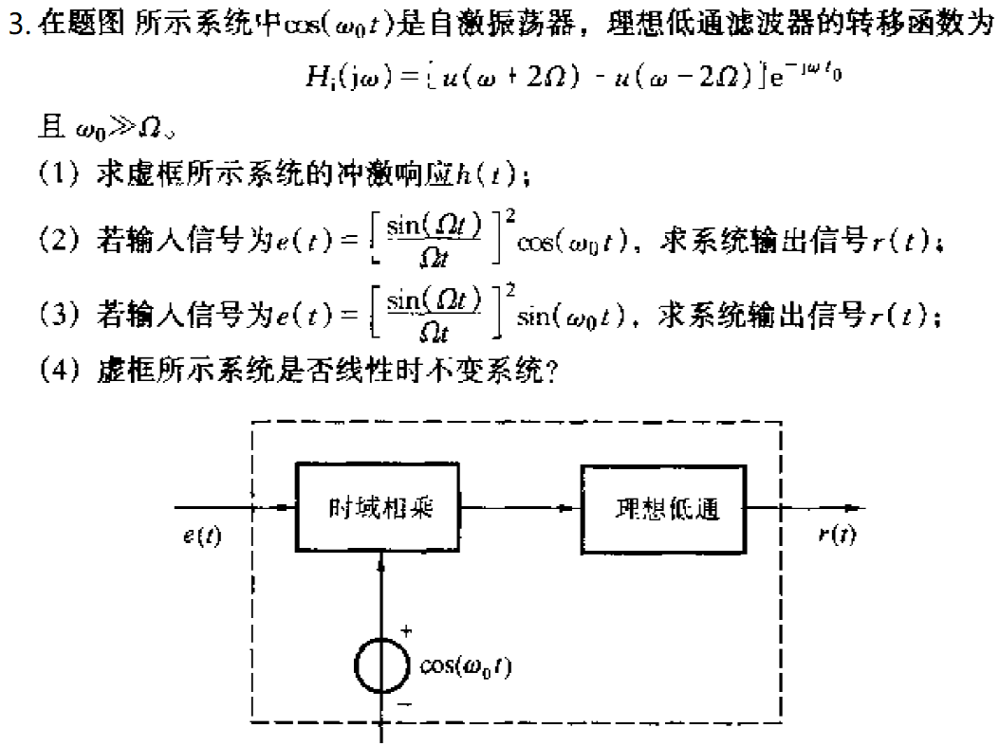 3. 在题图 所示系统中cos(ω₀t)是自激振荡器，理想低通滤波器的转移函数为
Hᵢ(jω)=[u(ω+2Ω)-u(ω-2Ω)]e^{-jωt₀}
且 ω₀≫Ω。
(1) 求虚框所示系统的冲激响应h(t)；
(2) 若输入信号为e(t)=[sin(Ωt)/Ωt]²cos(ω₀t)，求系统输出信号r(t)；
(3) 若输入信号为e(t)=[sin(Ωt)/Ωt]²sin(ω₀t)，求系统输出信号r(t)；
(4) 虚框所示系统是否线性时不变系统?
时域相乘 理想低通
e(t) r(t)
+
cos(ω₀t)
−